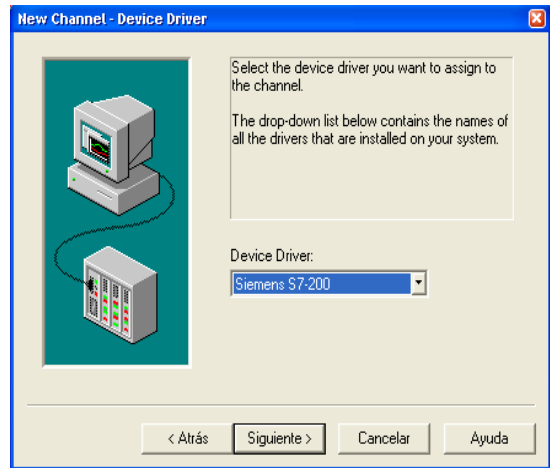 New Channel - Device Driver
Select the device driver you want to assign to
the channel.
The drop-down list below contains the names of
all the drivers that are installed on your system.
Device Driver:
Siemens S7-200
< Atrás
Siguiente >
Cancelar
Ayuda